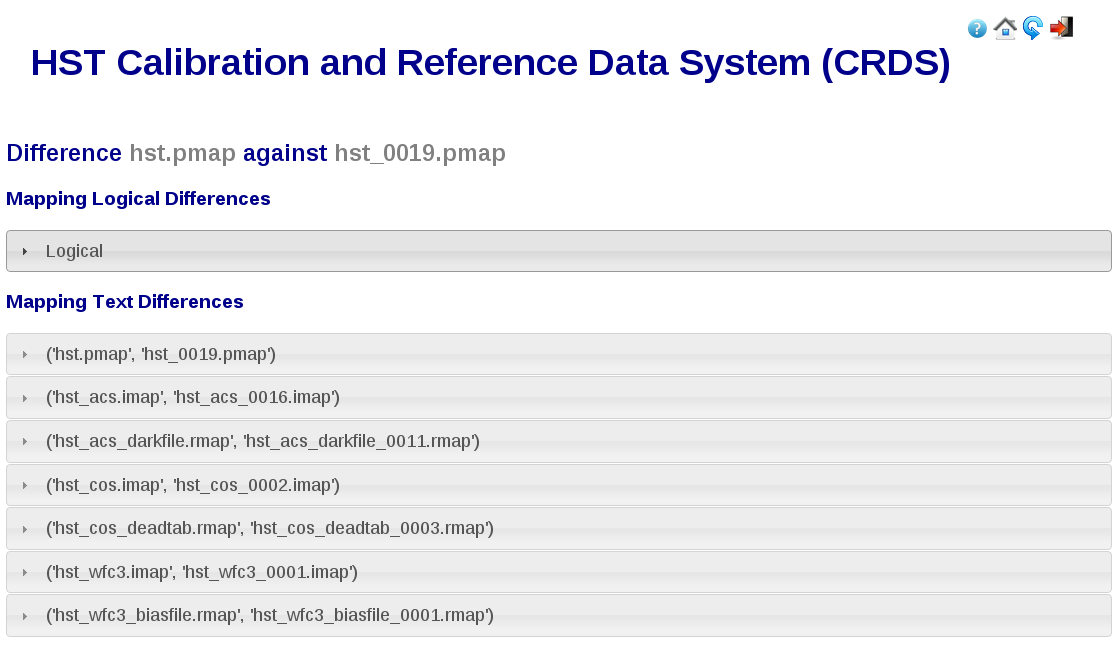 HST Calibration and Reference Data System (CRDS)
Difference hst.pmap against hst_0019.pmap
Mapping Logical Differences
Logical
Mapping Text Differences
('hst.pmap', 'hst_0019.pmap')
('hst_acs.imap', 'hst_acs_0016.imap')
('hst_acs_darkfile.rmap', 'hst_acs_darkfile_0011.rmap')
('hst_cos.imap', 'hst_cos_0002.imap')
('hst_cos_deadtab.rmap', 'hst_cos_deadtab_0003.rmap')
('hst_wfc3.imap', 'hst_wfc3_0001.imap')
('hst_wfc3_biasfile.rmap', 'hst_wfc3_biasfile_0001.rmap')